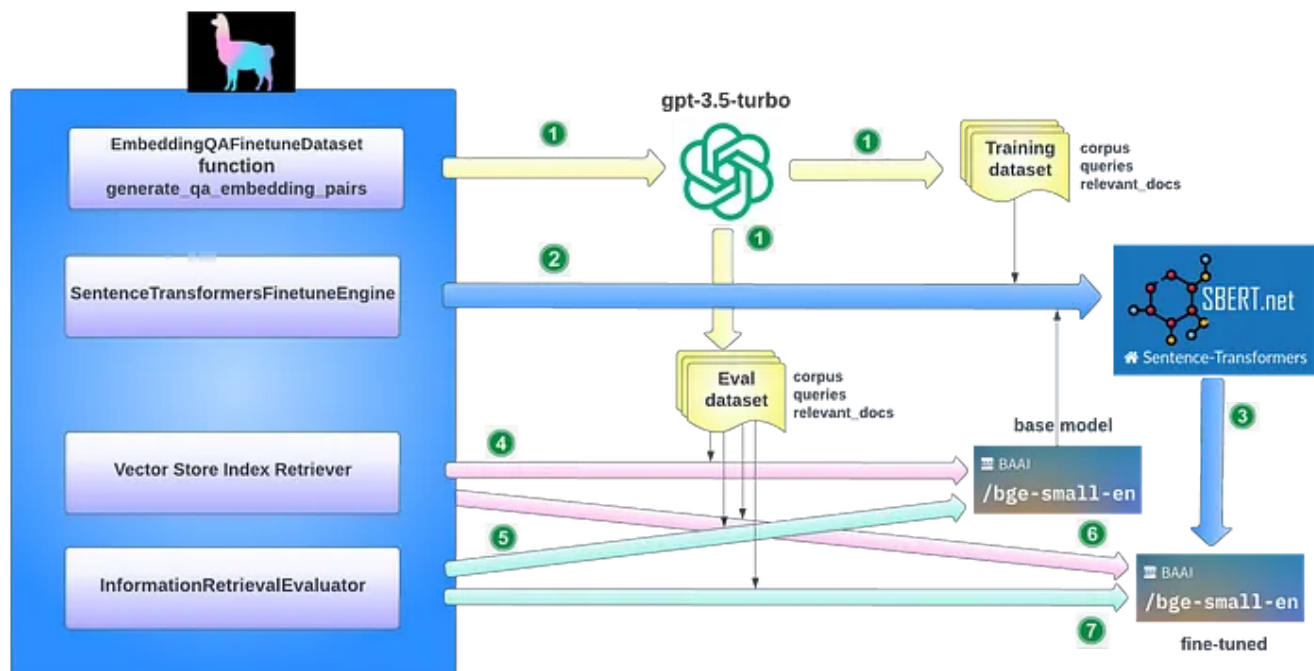 gpt-3.5-turbo
EmbeddingQAFinetuneDataset
function
generate_qa_embedding_pairs
1
1
Training
dataset
corpus
queries
relevant_docs
1
2
SentenceTransformersFinetuneEngine
SBERT.net
Sentence-Transformers
Eval
dataset
corpus
queries
relevant_docs
3
base model
4
Vector Store Index Retriever
BAAI
/bge-small-en
5
6
InformationRetrievalEvaluator
BAAI
/bge-small-en
7
fine-tuned